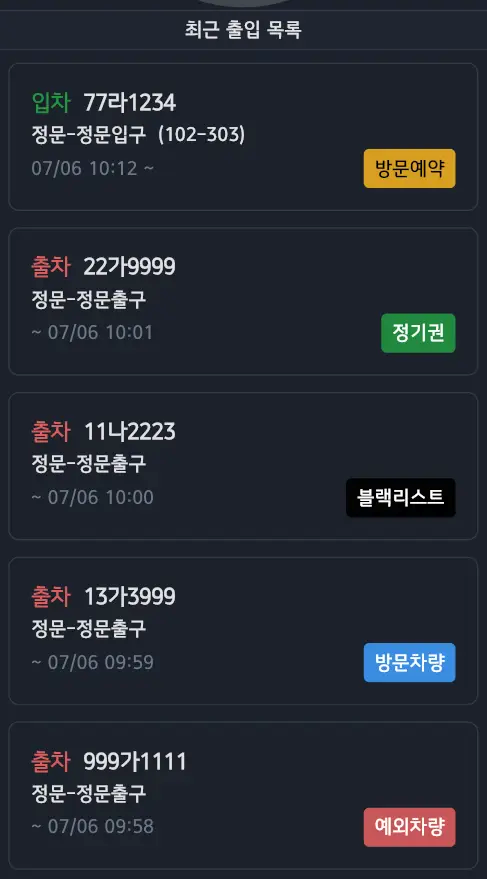 최근 출입 목록
입차 77라1234
정문-정문입구 (102-303)
07/06 10:12 ~
방문예약
출차 22가9999
정문-정문출구
~ 07/06 10:01
정기권
출차 11나2223
정문-정문출구
~ 07/06 10:00
블랙리스트
출차 13가3999
정문-정문출구
~ 07/06 09:59
방문차량
출차 999가1111
정문-정문출구
~ 07/06 09:58
예외차량